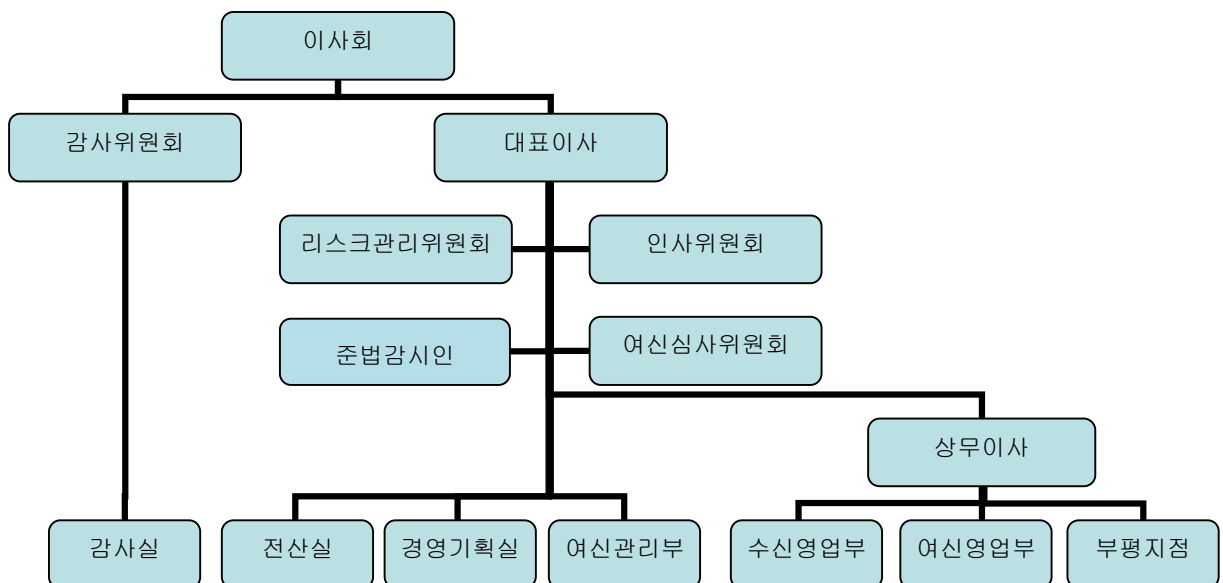 이사회
감사위원회
대표이사
리스크관리위원회
인사위원회
준법감시인
여신심사위원회
상무이사
감사실
전산실
경영기획실
여신관리부
수신영업부
여신영업부
부평지점